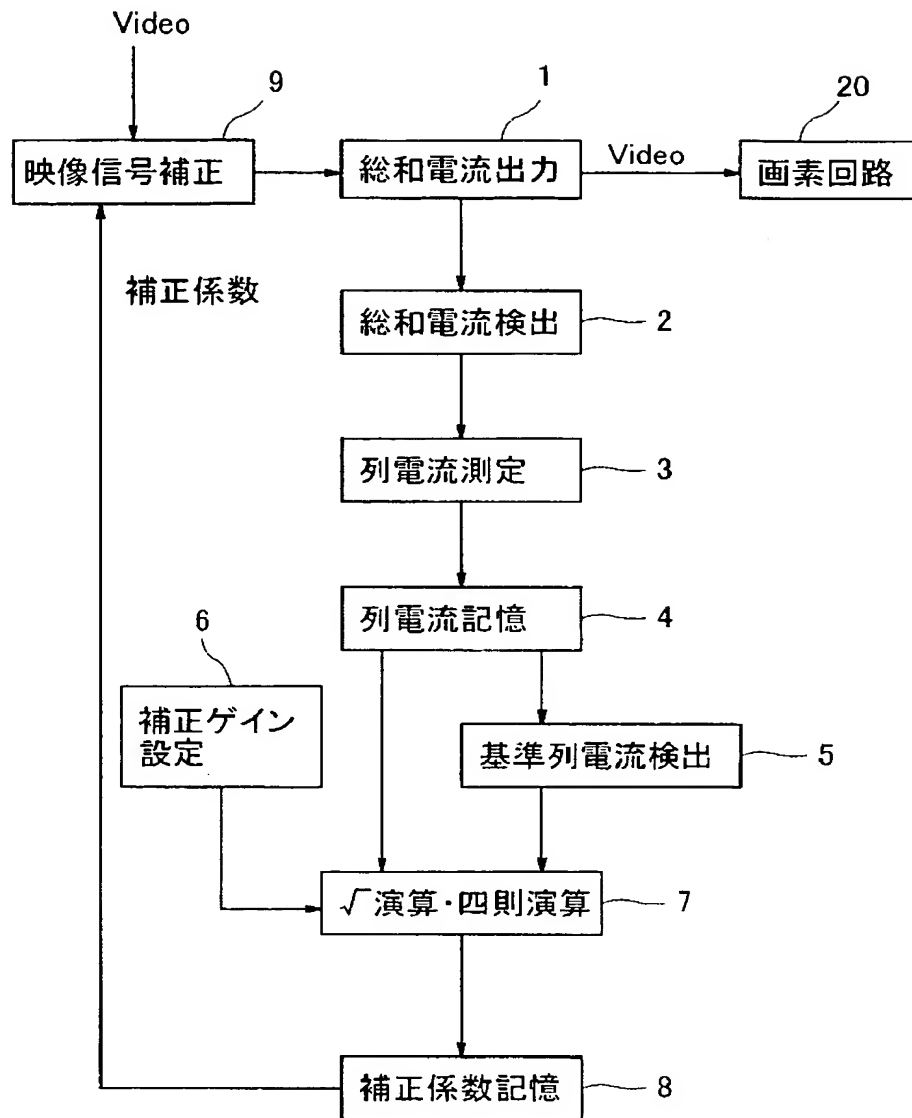 Video
9
1
20
映像信号補正
総和電流出力
Video
画素回路
補正係数
総和電流検出
2
列電流測定
3
列電流記憶
4
6
補正ゲイン
設定
基準列電流検出
5
√演算・四則演算
7
補正係数記憶
8